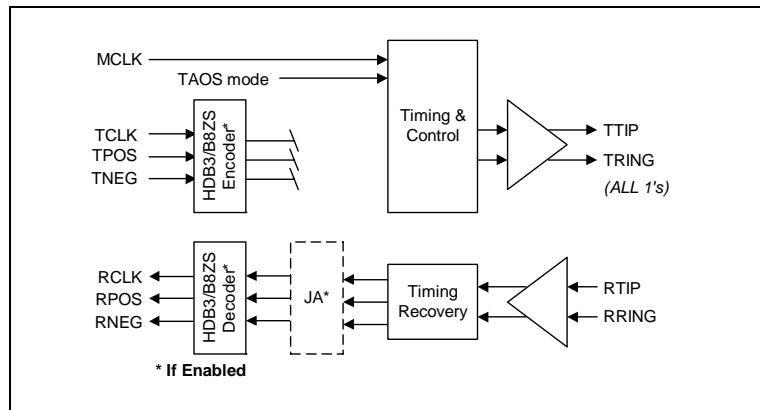 MCLK
TAOS mode
TCLK
TPOS
TNEG
HDB3/B8ZS
Encoder*
Timing &
Control
TTIP
TRING
(ALL 1's)
RCLK
RPOS
RNEG
HDB3/B8ZS
Decoder*
JA*
Timing
Recovery
RTIP
RRING
* If Enabled